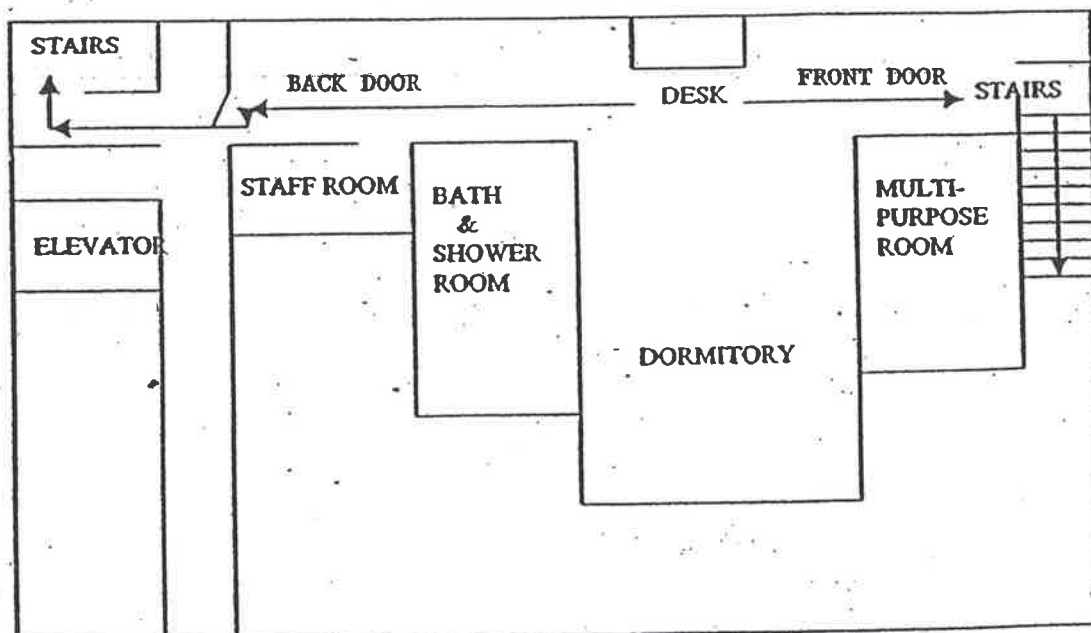 STAIRS
BACK DOOR
DESK
FRONT DOOR
STAIRS
STAFF ROOM
BATH
&
SHOWER
ROOM
MULTI-
PURPOSE
ROOM
ELEVATOR
DORMITORY